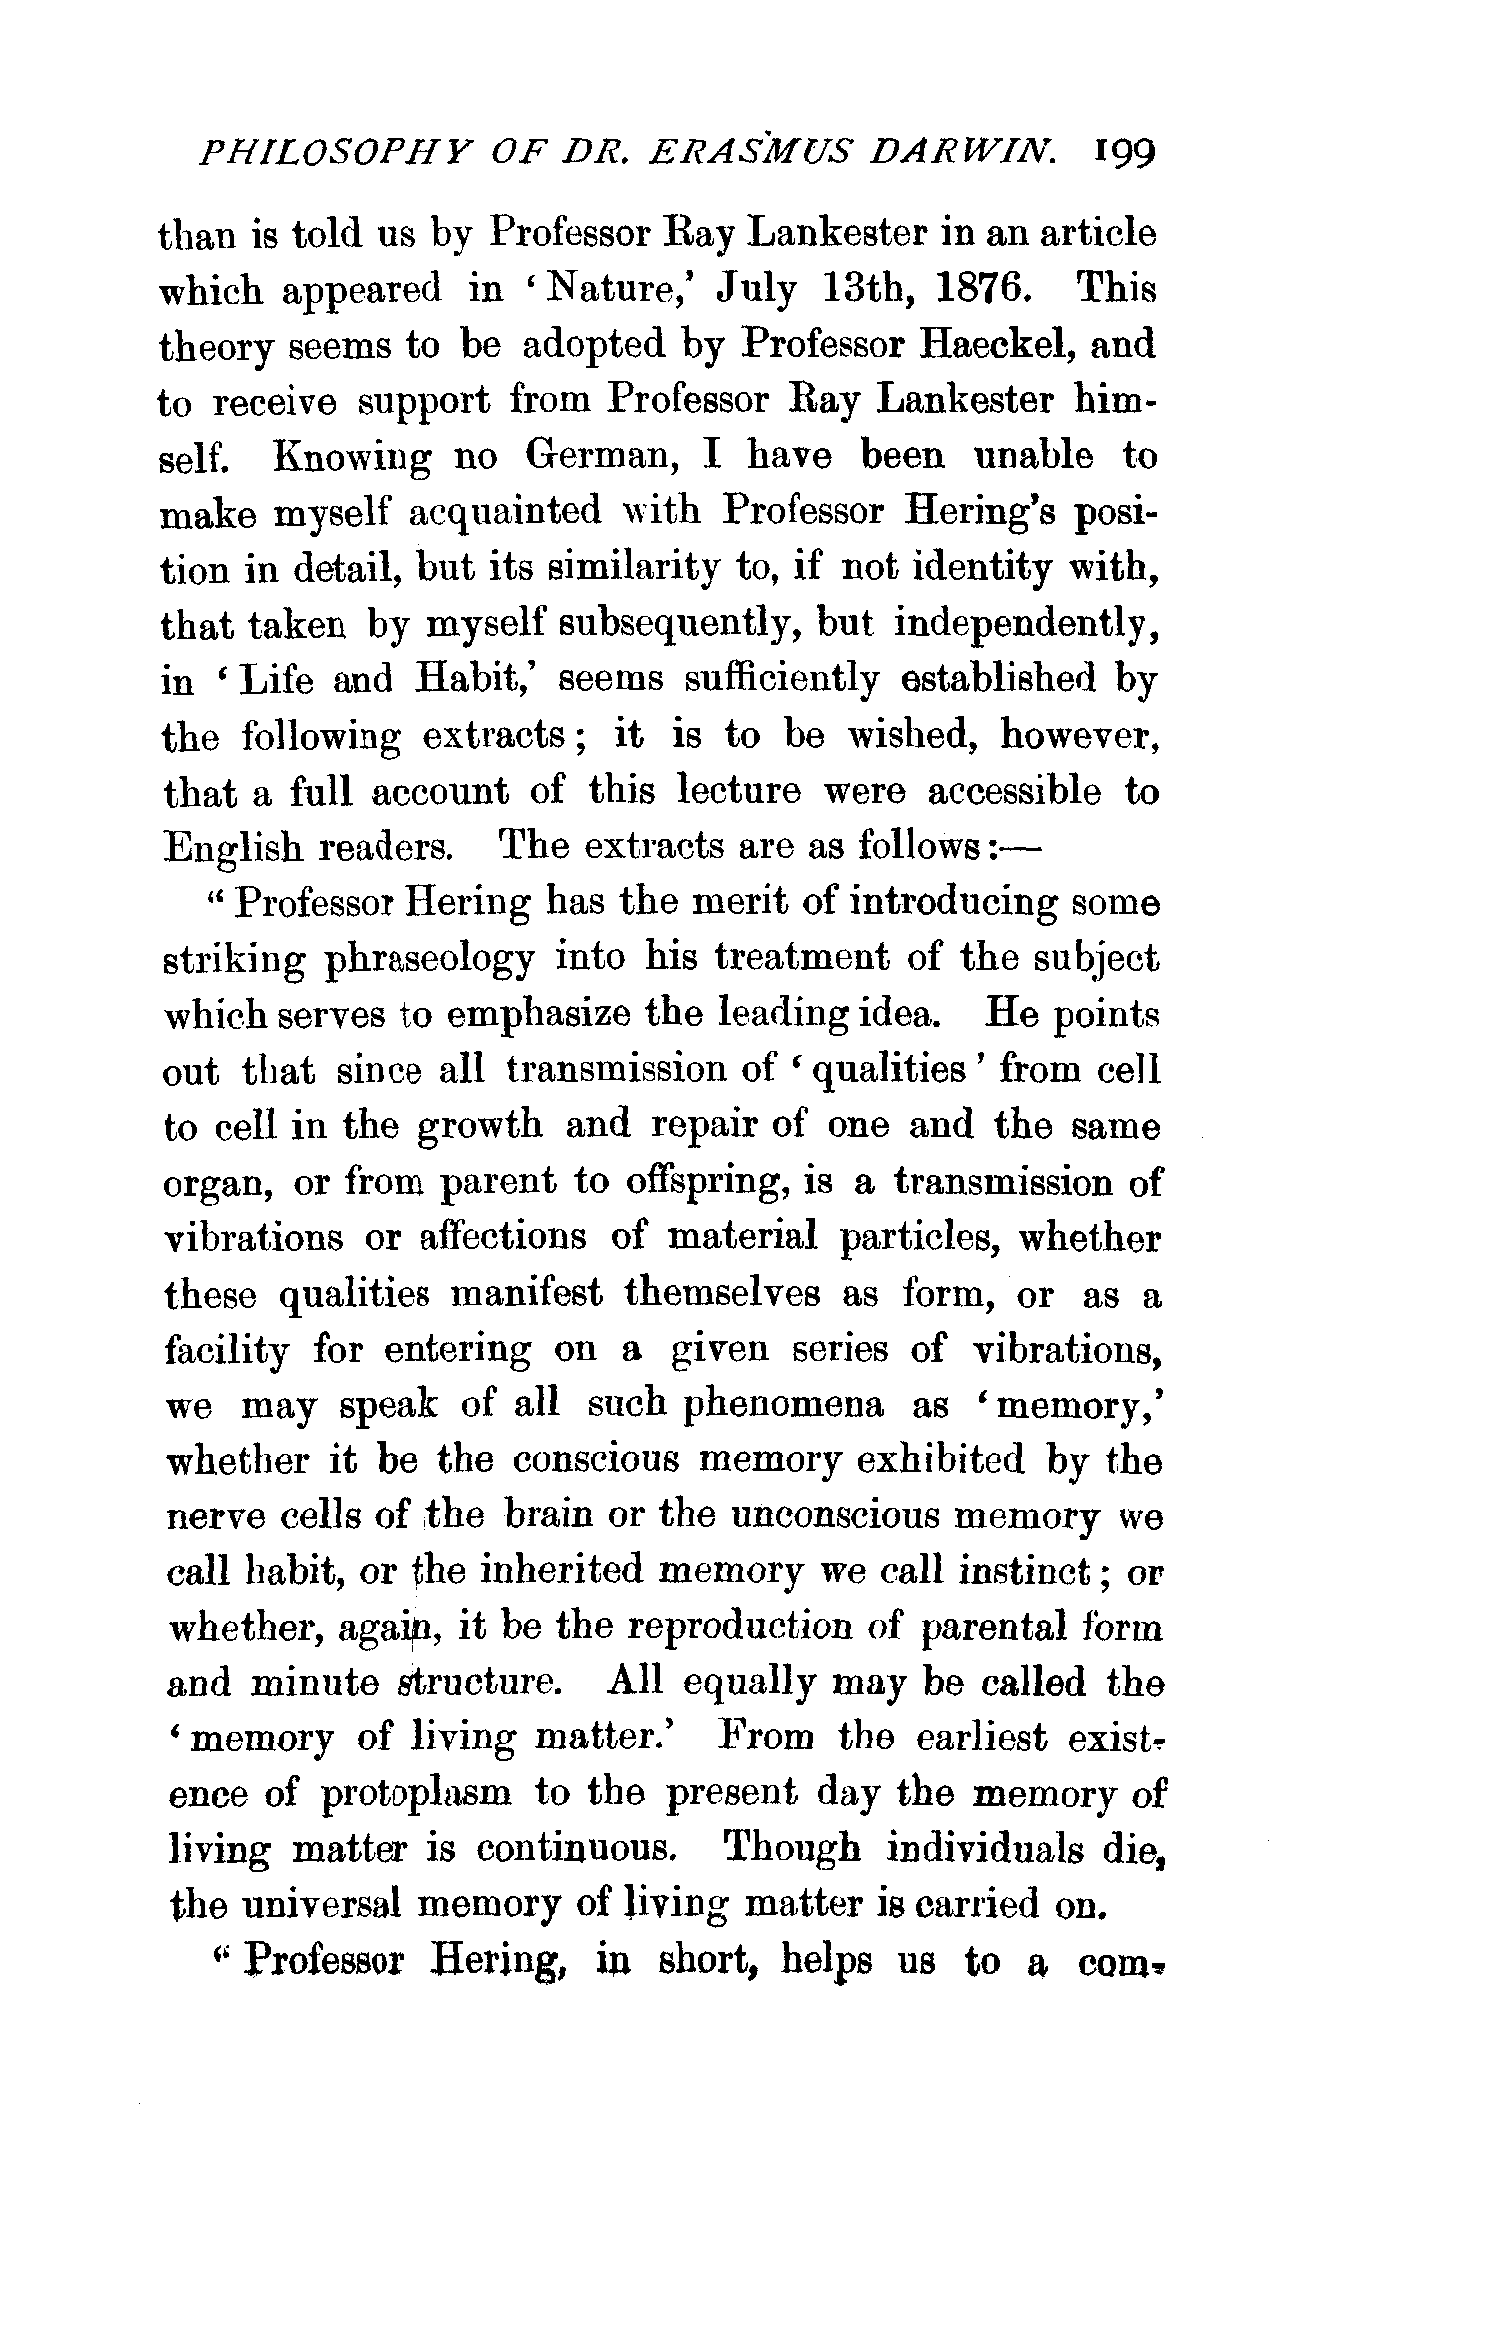 PHILOSOPHY OF DR. ERASMUS DARWIN. 199
than is told us by Professor Ray Lankester in an article
which appeared in ‘Nature,’ July 13th, 1876. This
theory seems to be adopted by Professor Haeckel, and
to receive support from Professor Ray Lankester him-
self. Knowing no German, I have been unable to
make myself acquainted with Professor Hering’s posi-
tion in detail, but its similarity to, if not identity with,
that taken by myself subsequently, but independently,
in ‘Life and Habit,’ seems sufficiently established by
the following extracts; it is to be wished, however,
that a full account of this lecture were accessible to
English readers. The extracts are as follows:—
“Professor Hering has the merit of introducing some
striking phraseology into his treatment of the subject
which serves to emphasize the leading idea. He points
out that since all transmission of ‘qualities’ from cell
to cell in the growth and repair of one and the same
organ, or from parent to offspring, is a transmission of
vibrations or affections of material particles, whether
these qualities manifest themselves as form, or as a
facility for entering on a given series of vibrations,
we may speak of all such phenomena as ‘memory,’
whether it be the conscious memory exhibited by the
nerve cells of the brain or the unconscious memory we
call habit, or the inherited memory we call instinct; or
whether, again, it be the reproduction of parental form
and minute structure. All equally may be called the
‘memory of living matter.’ From the earliest exist-
ence of protoplasm to the present day the memory of
living matter is continuous. Though individuals die,
the universal memory of living matter is carried on.
“Professor Hering, in short, helps us to a com-